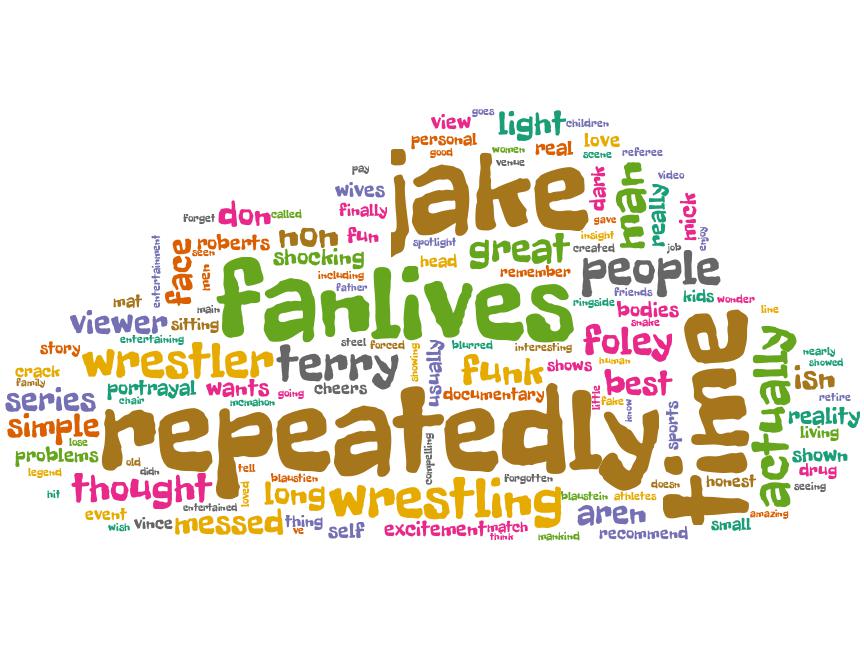 goes
view
light
children
personal
real
love
good
women
scene
referee
venue
pay
jake
dark
man
video
wives
really
mick
finally
forget
don
called
gave
non
fun
spotlight
insight
enjoy
entertainment
face
roberts
seen
men
shocking
head
great
created
job
people
remember
including
father
friends
kids
wonder
mat
main
fan
lives
ringside
bodies
snake
line
viewer
sitting
time
entertaining
steel
forced
blurred
interesting
foley
actually
story
wrestler
terry
showing
usually
funk
shows
human
nearly
showed
crack
family
portrayal
wants
going
cheers
documentary
best
isn
series
chair
mcmahon
little
fake
know
sports
retire
reality
simple
repeatedly
living
lose
problems
compelling
shown
old
didn
tell
legend
blaustien
forgotten
doesn
honest
drug
seeing
hit
thought
loved
long
wrestling
blaustein
athletes
event
entertained
aren
amazing
wish
vince
messed
thing
ve
self
excitement
match
think
mankind
recommend
small